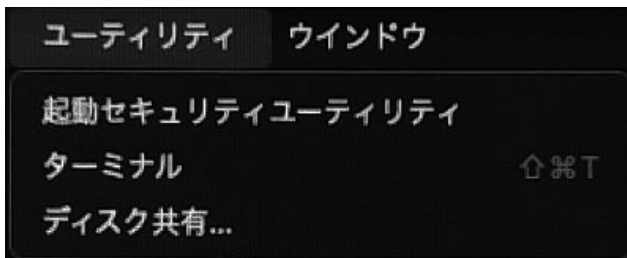 ユーティリティ ウインドウ
起動セキュリティユーティリティ
ターミナル ⇧⌘T
ディスク共有...